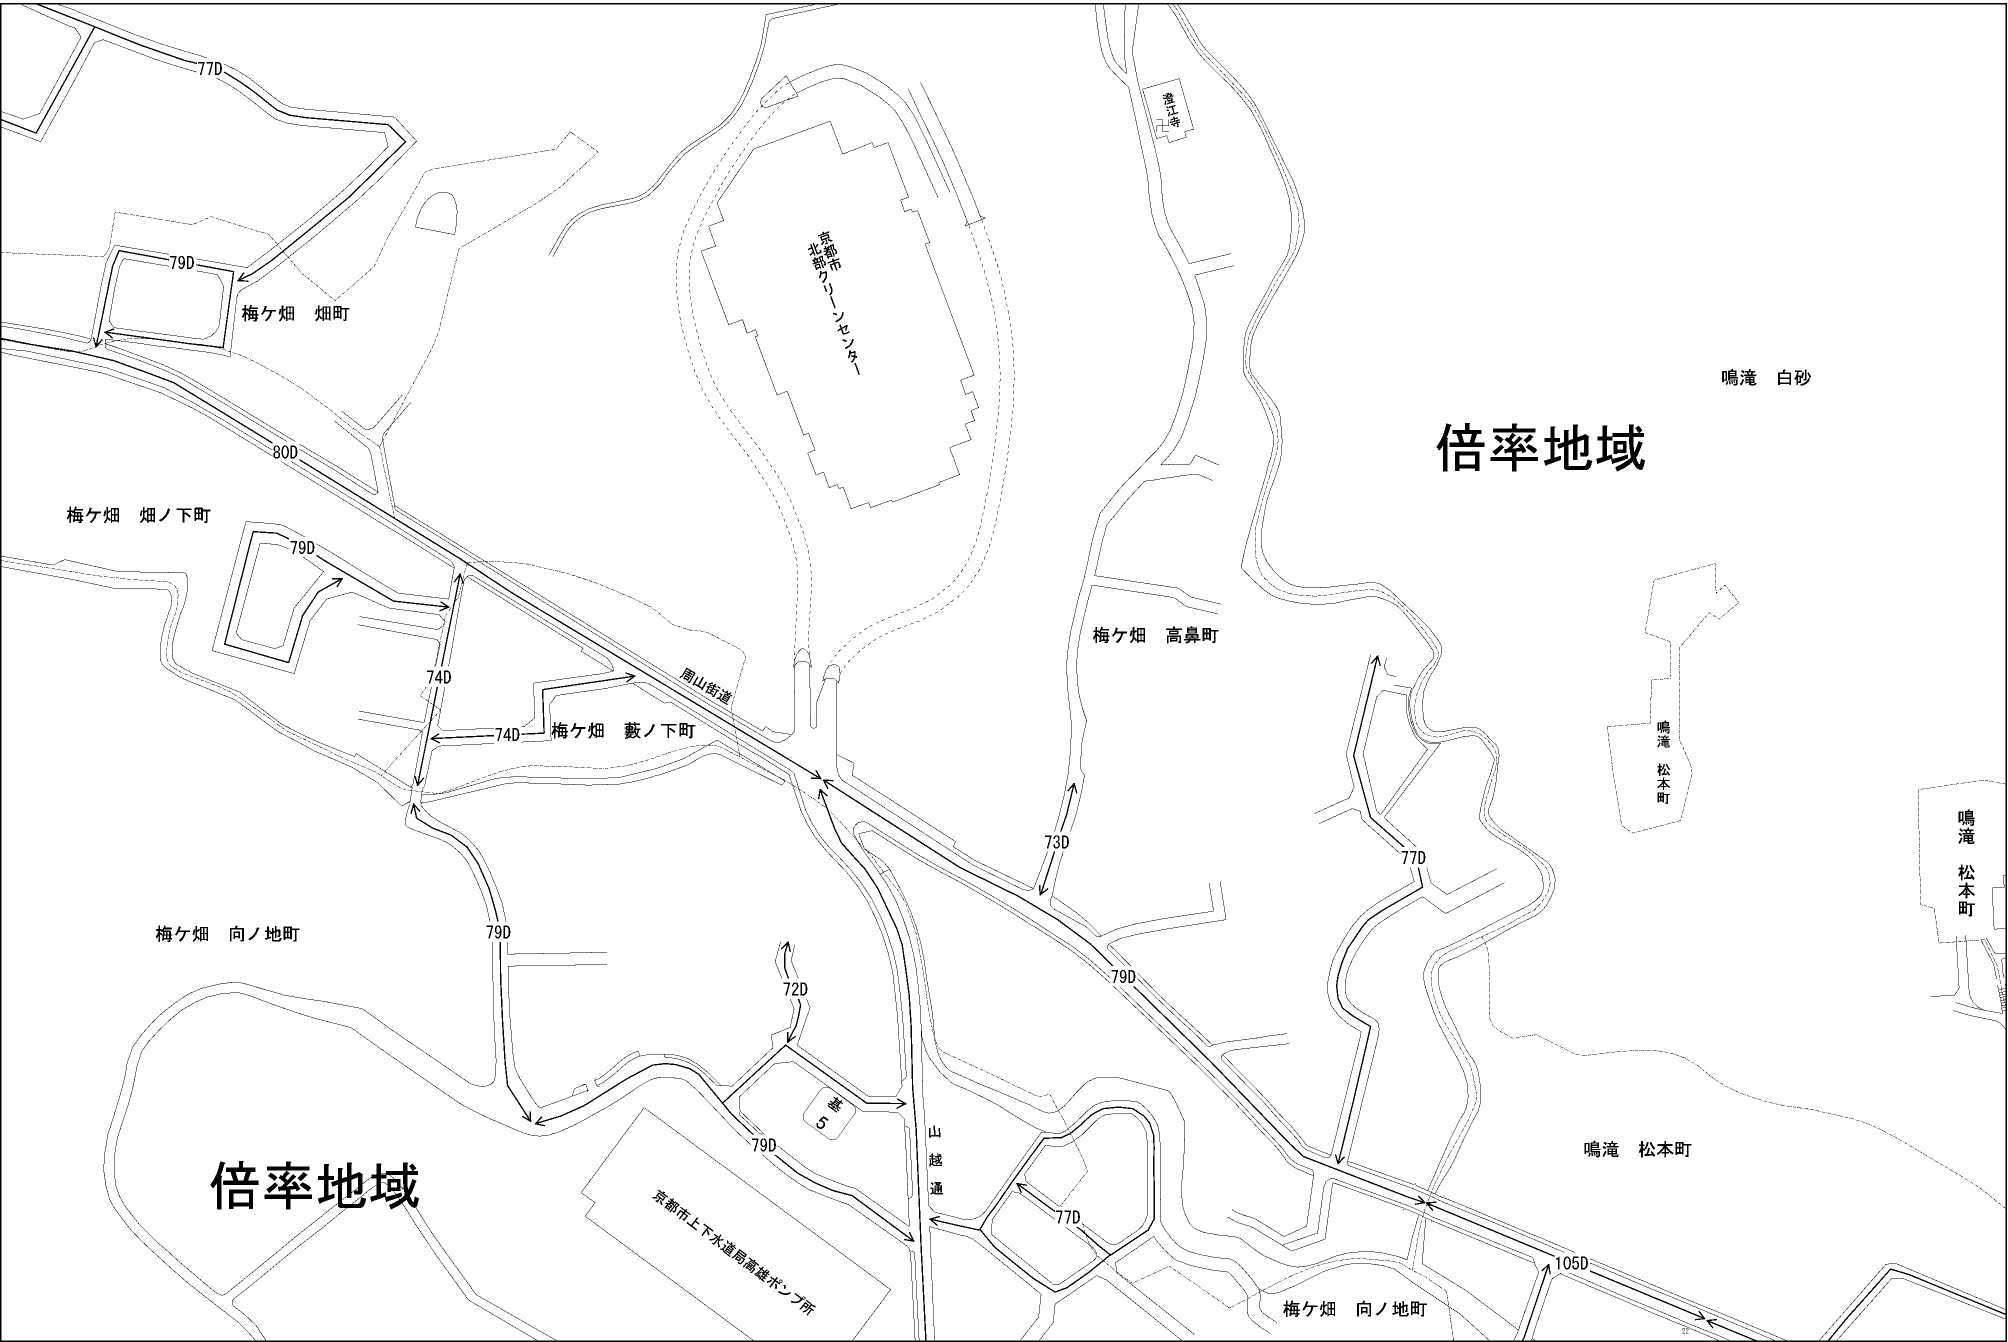 77D
澄江寺
79D
京都市
北部クリーンセンター
梅ケ畑　畑町
鳴滝　白砂
倍率地域
80D
梅ケ畑　畑ノ下町
79D
梅ケ畑　高鼻町
74D
周山街道
74D
梅ケ畑　藪ノ下町
鳴滝　松本町
73D
77D
鳴滝　松本町
79D
梅ケ畑　向ノ地町
79D
72D
基
5
79D
山越通
鳴滝　松本町
倍率地域
京都市上下水道局高雄ポンプ所
77D
105D
梅ケ畑　向ノ地町
22